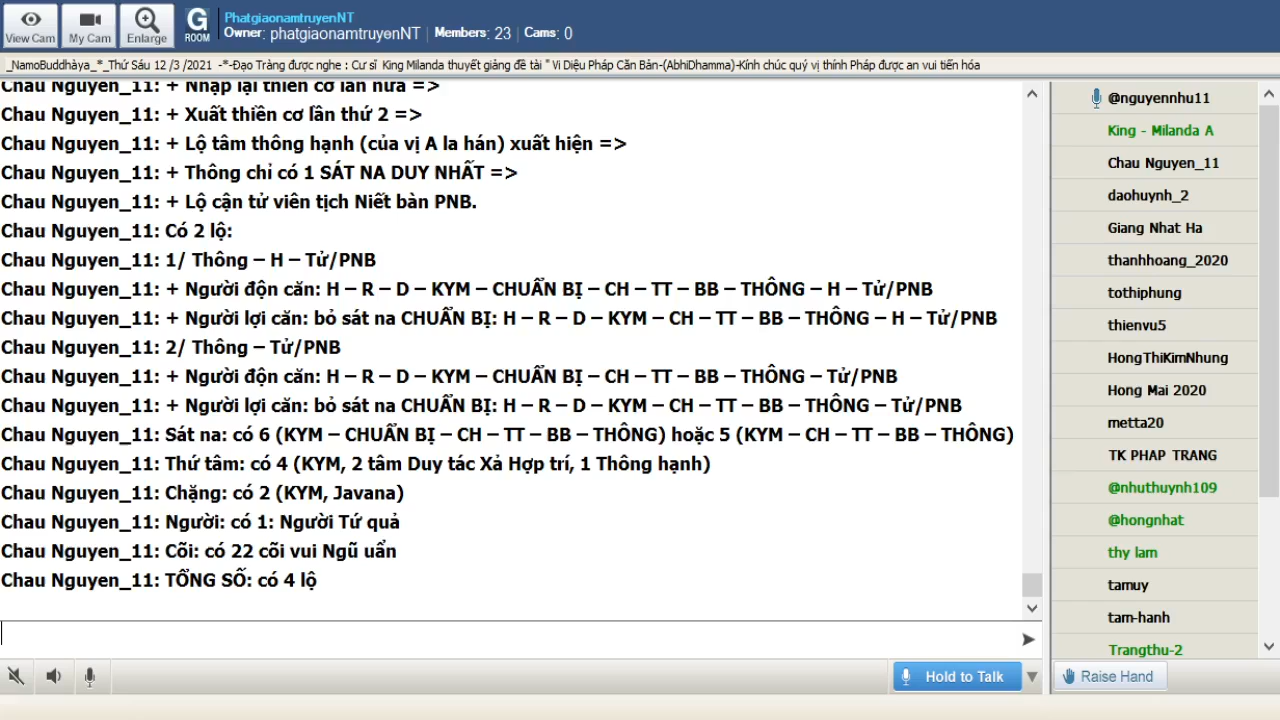 View Cam
My Cam
Enlarge
G
ROOM
PhatgiaonamtruyenNT
Owner: phatgiaonamtruyenNT | Members: 23 | Cams: 0
_NamoBuddhàya_*_Thứ Sáu 12 /3 /2021 -*-Đạo Tràng được nghe : Cư sĩ King Milanda thuyết giảng đề tài " Vi Diệu Pháp Căn Bản-(AbhiDhamma)-Kính chúc quý vị thính Pháp được an vui tiến hóa
Chau Nguyen_11: + Nhập lại thiền cơ lần nữa =>
Chau Nguyen_11: + Xuất thiền cơ lần thứ 2 =>
Chau Nguyen_11: + Lộ tâm thông hạnh (của vị A la hán) xuất hiện =>
Chau Nguyen_11: + Thông chỉ có 1 SÁT NA DUY NHẤT =>
Chau Nguyen_11: + Lộ cận tử viên tịch Niết bàn PNB.
Chau Nguyen_11: Có 2 lộ:
Chau Nguyen_11: 1/ Thông – H – Tử/PNB
Chau Nguyen_11: + Người độn căn: H – R – D – KYM – CHUẨN BỊ – CH – TT – BB – THÔNG – H – Tử/PNB
Chau Nguyen_11: + Người lợi căn: bỏ sát na CHUẨN BỊ: H – R – D – KYM – CH – TT – BB – THÔNG – H – Tử/PNB
Chau Nguyen_11: 2/ Thông – Tử/PNB
Chau Nguyen_11: + Người độn căn: H – R – D – KYM – CHUẨN BỊ – CH – TT – BB – THÔNG – Tử/PNB
Chau Nguyen_11: + Người lợi căn: bỏ sát na CHUẨN BỊ: H – R – D – KYM – CH – TT – BB – THÔNG – Tử/PNB
Chau Nguyen_11: Sát na: có 6 (KYM – CHUẨN BỊ – CH – TT – BB – THÔNG) hoặc 5 (KYM – CH – TT – BB – THÔNG)
Chau Nguyen_11: Thứ tâm: có 4 (KYM, 2 tâm Duy tác Xả Hợp trí, 1 Thông hạnh)
Chau Nguyen_11: Chặng: có 2 (KYM, Javana)
Chau Nguyen_11: Người: có 1: Người Tứ quả
Chau Nguyen_11: Cõi: có 22 cõi vui Ngũ uẩn
Chau Nguyen_11: TỔNG SỐ: có 4 lộ
@nguyennhu11
King - Milanda A
Chau Nguyen_11
daohuynh_2
Giang Nhat Ha
thanhhoang_2020
tothiphung
thienvu5
HongThiKimNhung
Hong Mai 2020
metta20
TK PHAP TRANG
@nhuthuynh109
@hongnhat
thy lam
tamuy
tam-hanh
Trangthu-2
Hold to Talk
Raise Hand